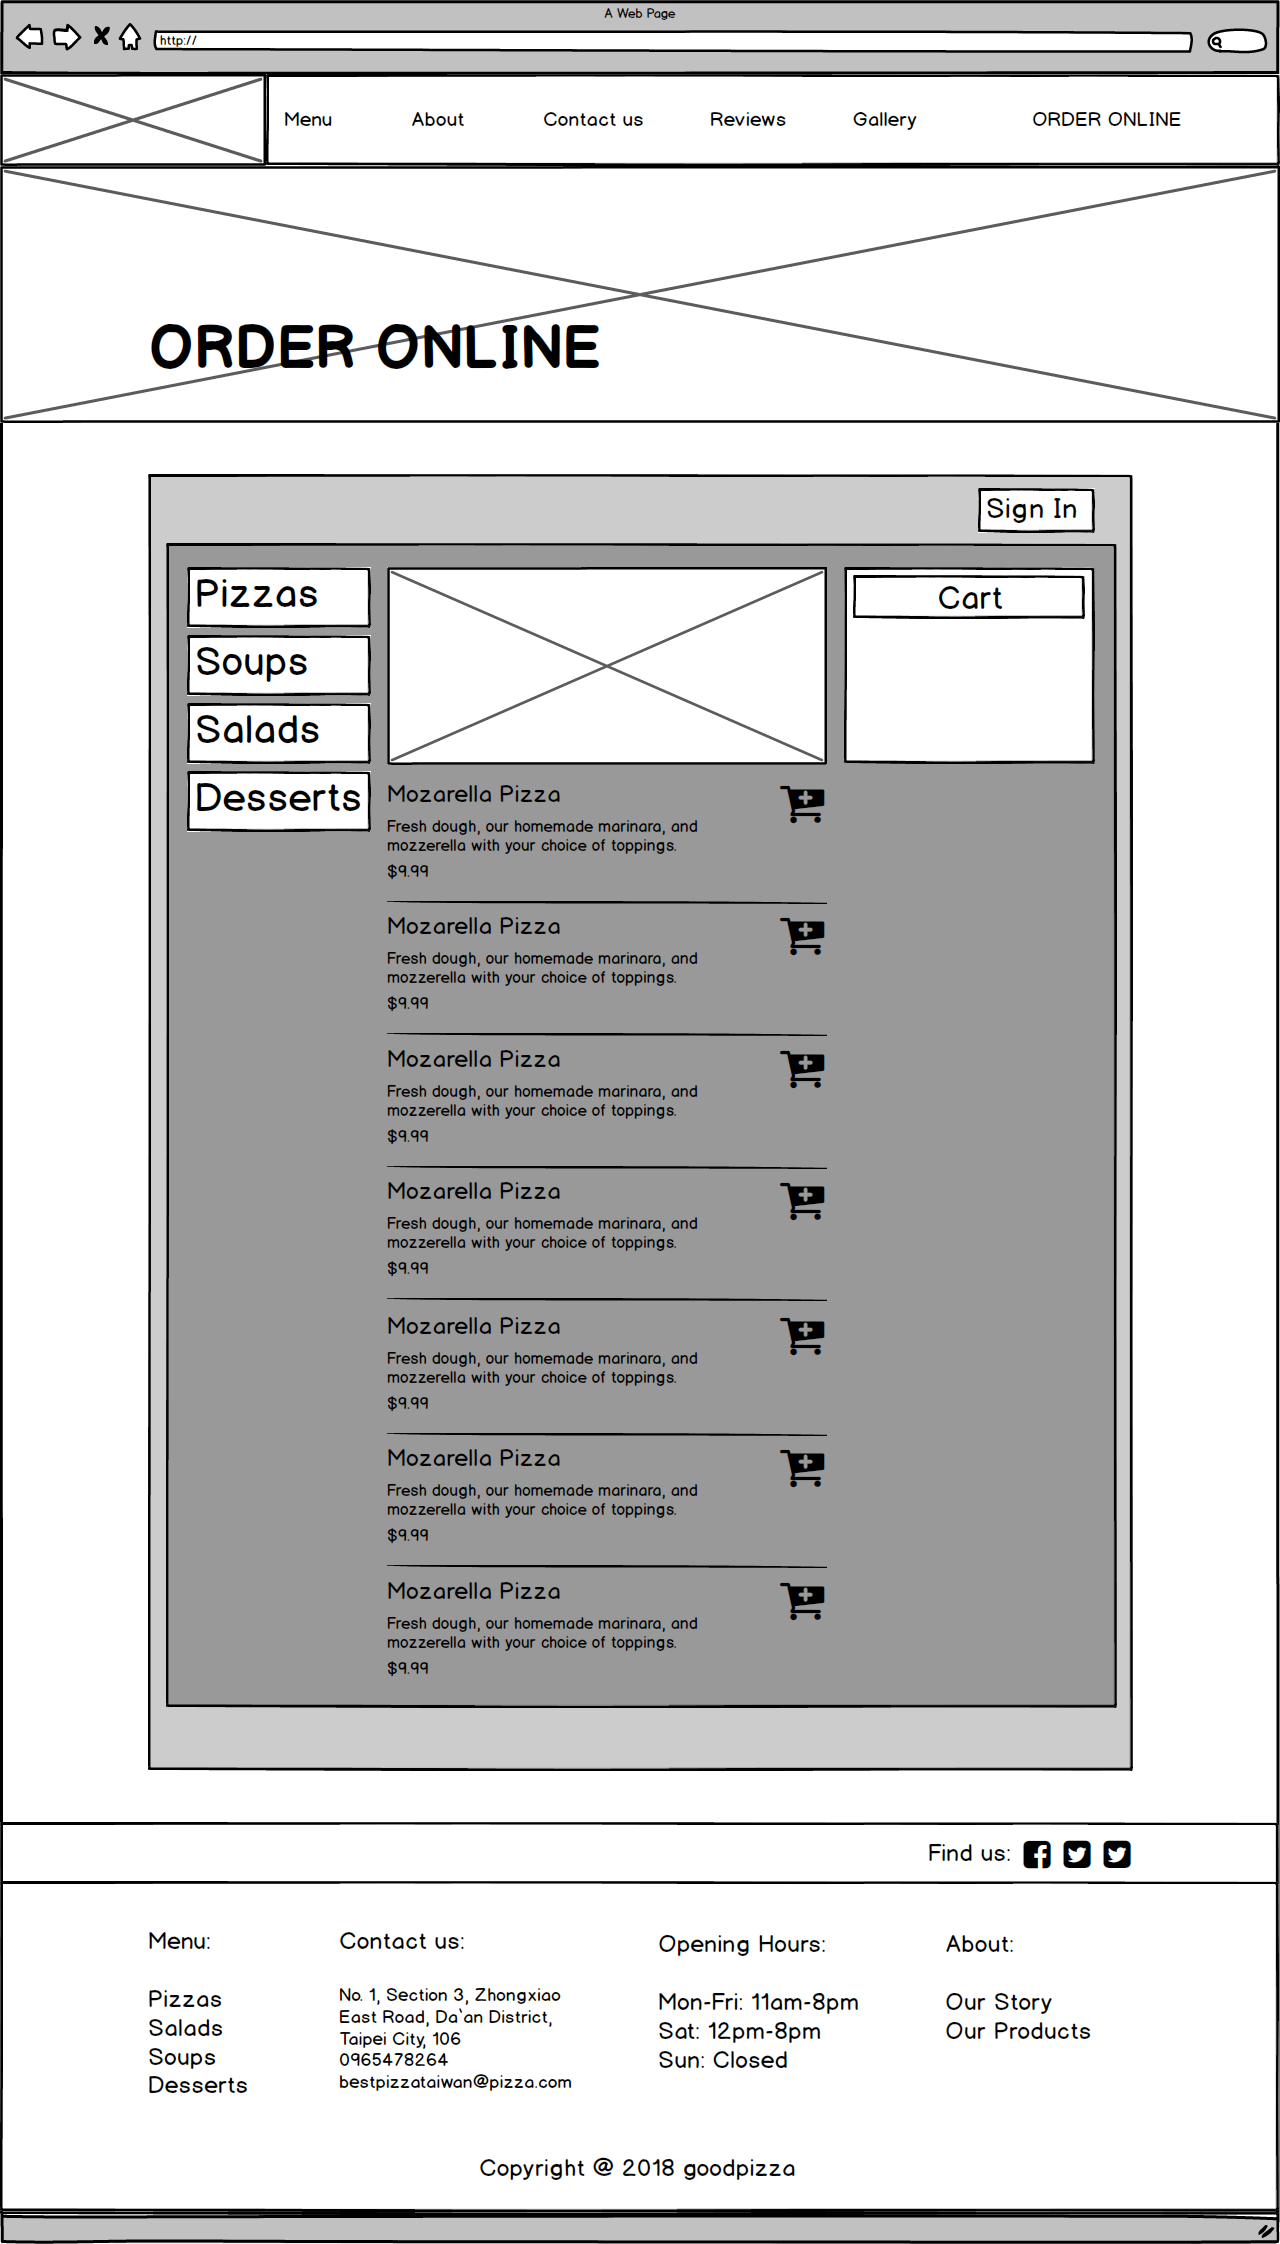 A Web Page
http://
Menu
About
Contact us
Reviews
Gallery
ORDER ONLINE
ORDER ONLINE
Sign In
Pizzas
Soups
Salads
Desserts
Cart
Mozarella Pizza
Fresh dough, our homemade marinara, and
mozzerella with your choice of toppings.
$9.99
Mozarella Pizza
Fresh dough, our homemade marinara, and
mozzerella with your choice of toppings.
$9.99
Mozarella Pizza
Fresh dough, our homemade marinara, and
mozzerella with your choice of toppings.
$9.99
Mozarella Pizza
Fresh dough, our homemade marinara, and
mozzerella with your choice of toppings.
$9.99
Mozarella Pizza
Fresh dough, our homemade marinara, and
mozzerella with your choice of toppings.
$9.99
Mozarella Pizza
Fresh dough, our homemade marinara, and
mozzerella with your choice of toppings.
$9.99
Mozarella Pizza
Fresh dough, our homemade marinara, and
mozzerella with your choice of toppings.
$9.99
Find us:
Menu:
Pizzas
Salads
Soups
Desserts
Contact us:
No. 1, Section 3, Zhongxiao
East Road, Da`an District,
Taipei City, 106
0965478264
bestpizzataiwan@pizza.com
Opening Hours:
Mon-Fri: 11am-8pm
Sat: 12pm-8pm
Sun: Closed
About:
Our Story
Our Products
Copyright @ 2018 goodpizza